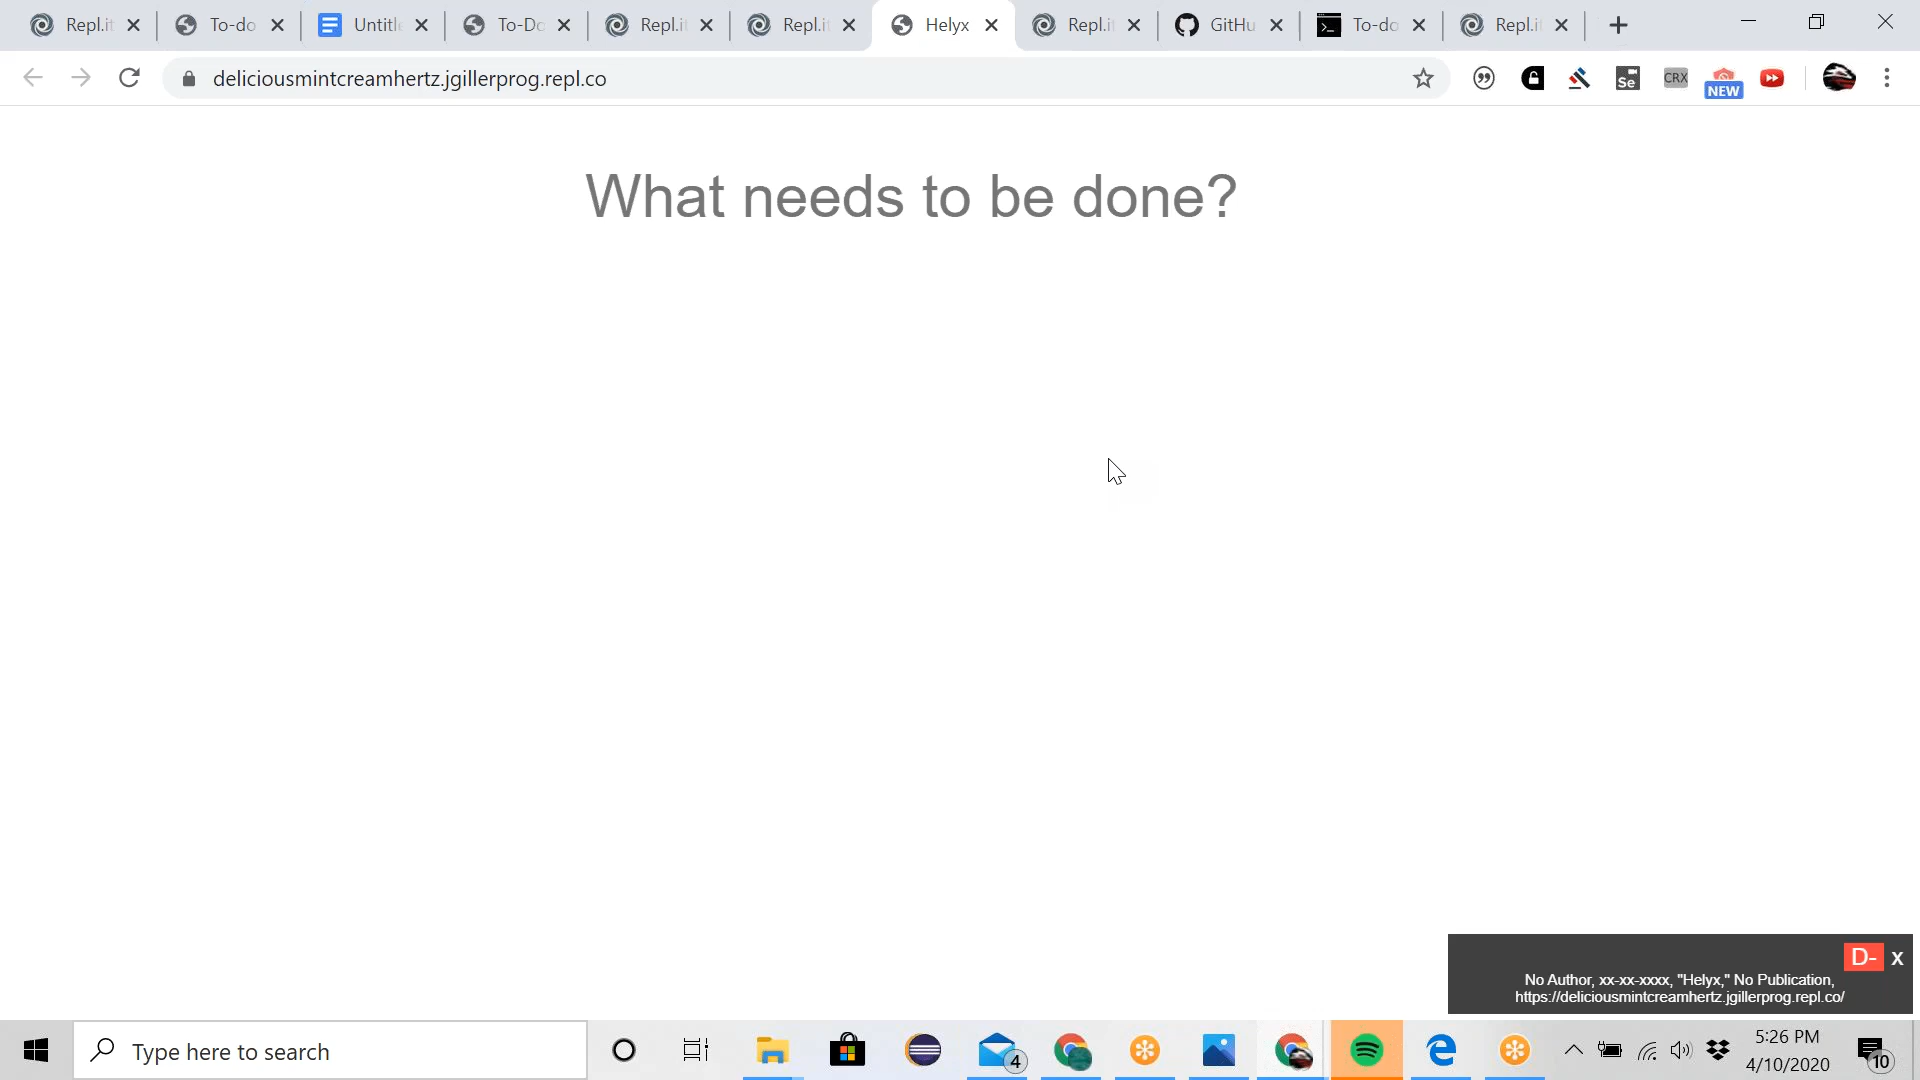 Repl.it
To-do
Untitle
To-Do
Repl.it
Repl.it
Helyx
Repl.it
GitHu
To-do
Repl.it
deliciousmintcreamhertz.jgillerprog.repl.co
Se
CRX
NEW
What needs to be done?
D- x
No Author, xx-xx-xxxx, "Helyx," No Publication,
https://deliciousmintcreamhertz.jgillerprog.repl.co/
Type here to search
4
5:26 PM
4/10/2020
10